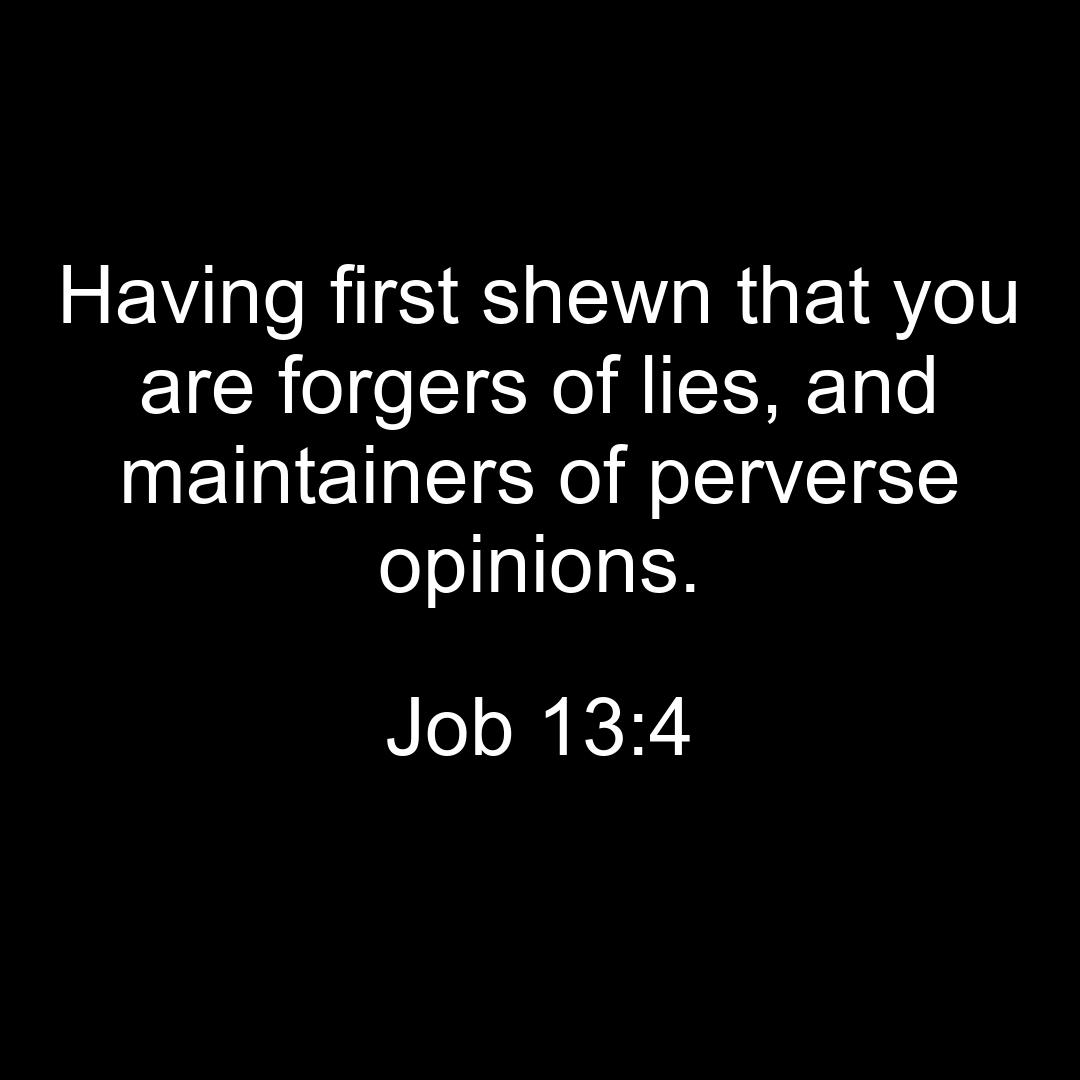 Having first shewn that you
are forgers of lies, and
maintainers of perverse
opinions.
Job 13:4